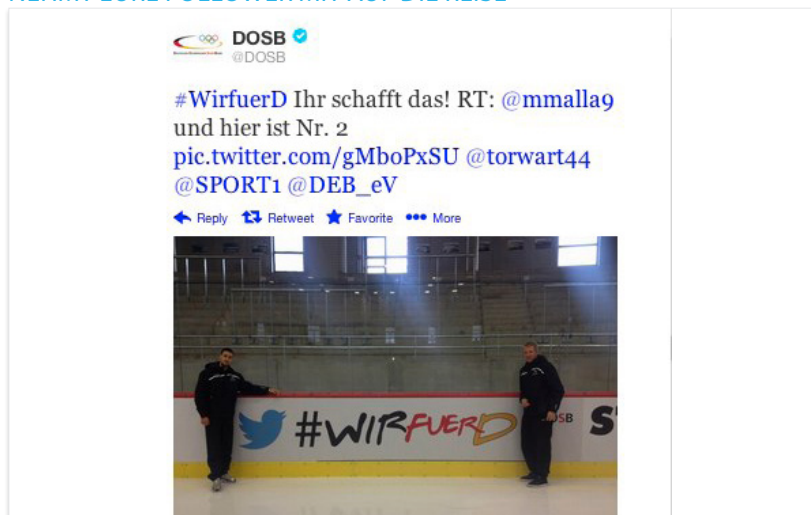 DOSB
@DOSB
#WirfuerD Ihr schafft das! RT: @mmalla9
und hier ist Nr. 2
pic.twitter.com/gMboPxSU @torwart44
@SPORT1 @DEB_eV
Reply Retweet Favorite More
#WIRFUERD